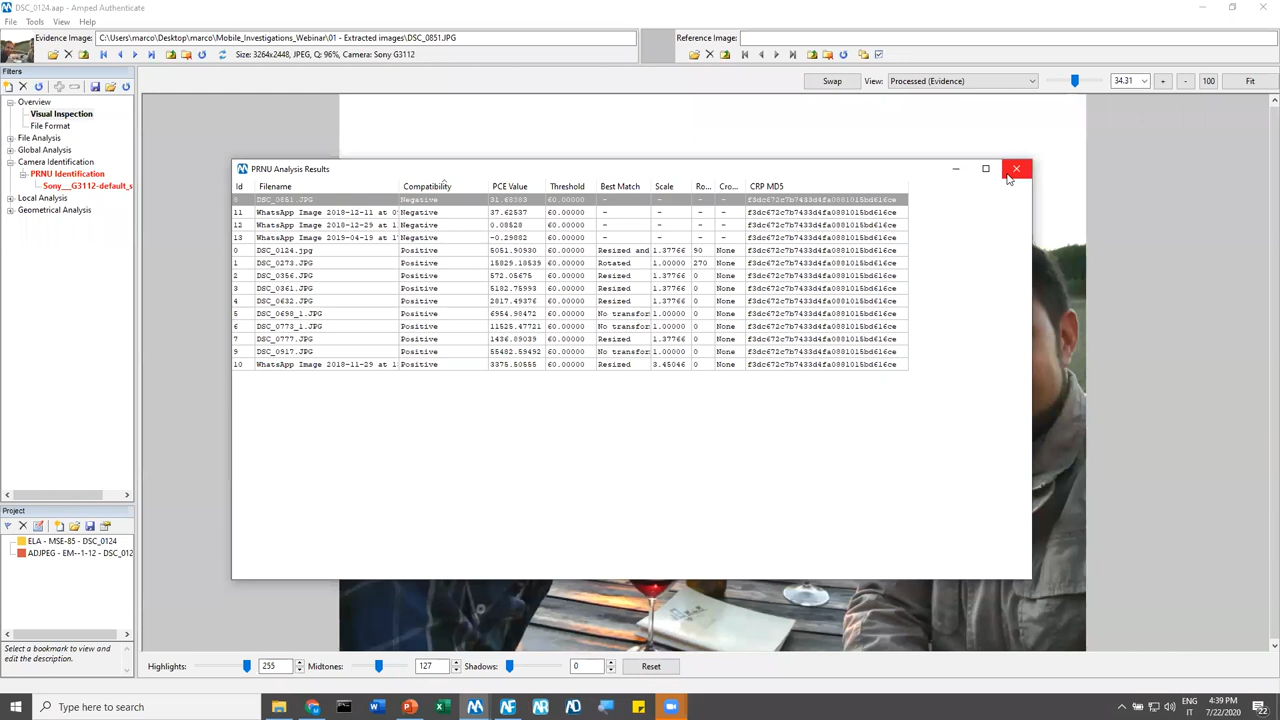 DSC_0124.aap - Amped Authenticate
File Tools View Help
Evidence Image: C:\Users\marco\Desktop\marco\Mobile_Investigations_Webinar\01 - Extracted images\DSC_0851.JPG
Reference Image:
Size: 3264x2448, JPEG, Q: 96%, Camera: Sony G3112
Filters
Swap View: Processed (Evidence) 34.31 + - 100 Fit
Overview
Visual Inspection
File Format
File Analysis
Global Analysis
Camera Identification
PRNU Identification
Sony__G3112-default_s
Local Analysis
Geometrical Analysis
PRNU Analysis Results
Id Filename Compatibility PCE Value Threshold Best Match Scale Ro... Cro... CRP MD5
8 DSC_0851.JPG Negative 31.68383 60.00000 - - - - f3dc672c7b7433d4fa0881015bd616ce
11 WhatsApp Image 2018-12-11 at 0 Negative 37.62537 60.00000 - - - - f3dc672c7b7433d4fa0881015bd616ce
12 WhatsApp Image 2018-12-29 at 1 Negative 0.08528 60.00000 - - - - f3dc672c7b7433d4fa0881015bd616ce
13 WhatsApp Image 2019-04-19 at 1 Negative -0.29882 60.00000 - - - - f3dc672c7b7433d4fa0881015bd616ce
0 DSC_0124.jpg Positive 5051.90930 60.00000 Resized and 1.37766 90 None f3dc672c7b7433d4fa0881015bd616ce
1 DSC_0273.JPG Positive 15829.18539 60.00000 Rotated 1.00000 270 None f3dc672c7b7433d4fa0881015bd616ce
2 DSC_0356.JPG Positive 572.05675 60.00000 Resized 1.37766 0 None f3dc672c7b7433d4fa0881015bd616ce
3 DSC_0361.JPG Positive 5182.75993 60.00000 Resized 1.37766 0 None f3dc672c7b7433d4fa0881015bd616ce
4 DSC_0632.JPG Positive 2817.49376 60.00000 Resized 1.37766 0 None f3dc672c7b7433d4fa0881015bd616ce
5 DSC_0698_1.JPG Positive 6954.98472 60.00000 No transfor 1.00000 0 None f3dc672c7b7433d4fa0881015bd616ce
6 DSC_0773_1.JPG Positive 11525.47721 60.00000 No transfor 1.00000 0 None f3dc672c7b7433d4fa0881015bd616ce
7 DSC_0777.JPG Positive 1436.89039 60.00000 Resized 1.37766 0 None f3dc672c7b7433d4fa0881015bd616ce
9 DSC_0917.JPG Positive 55482.59492 60.00000 No transfor 1.00000 0 None f3dc672c7b7433d4fa0881015bd616ce
10 WhatsApp Image 2018-11-29 at 1 Positive 3375.50555 60.00000 Resized 3.45046 0 None f3dc672c7b7433d4fa0881015bd616ce
Project
ELA - MSE-85 - DSC_0124
ADJPEG - EM--1-12 - DSC_012
Select a bookmark to view and
edit the description.
Highlights: 255 Midtones: 127 Shadows: 0 Reset
Type here to search
ENG
IT
4:39 PM
7/22/2020
22